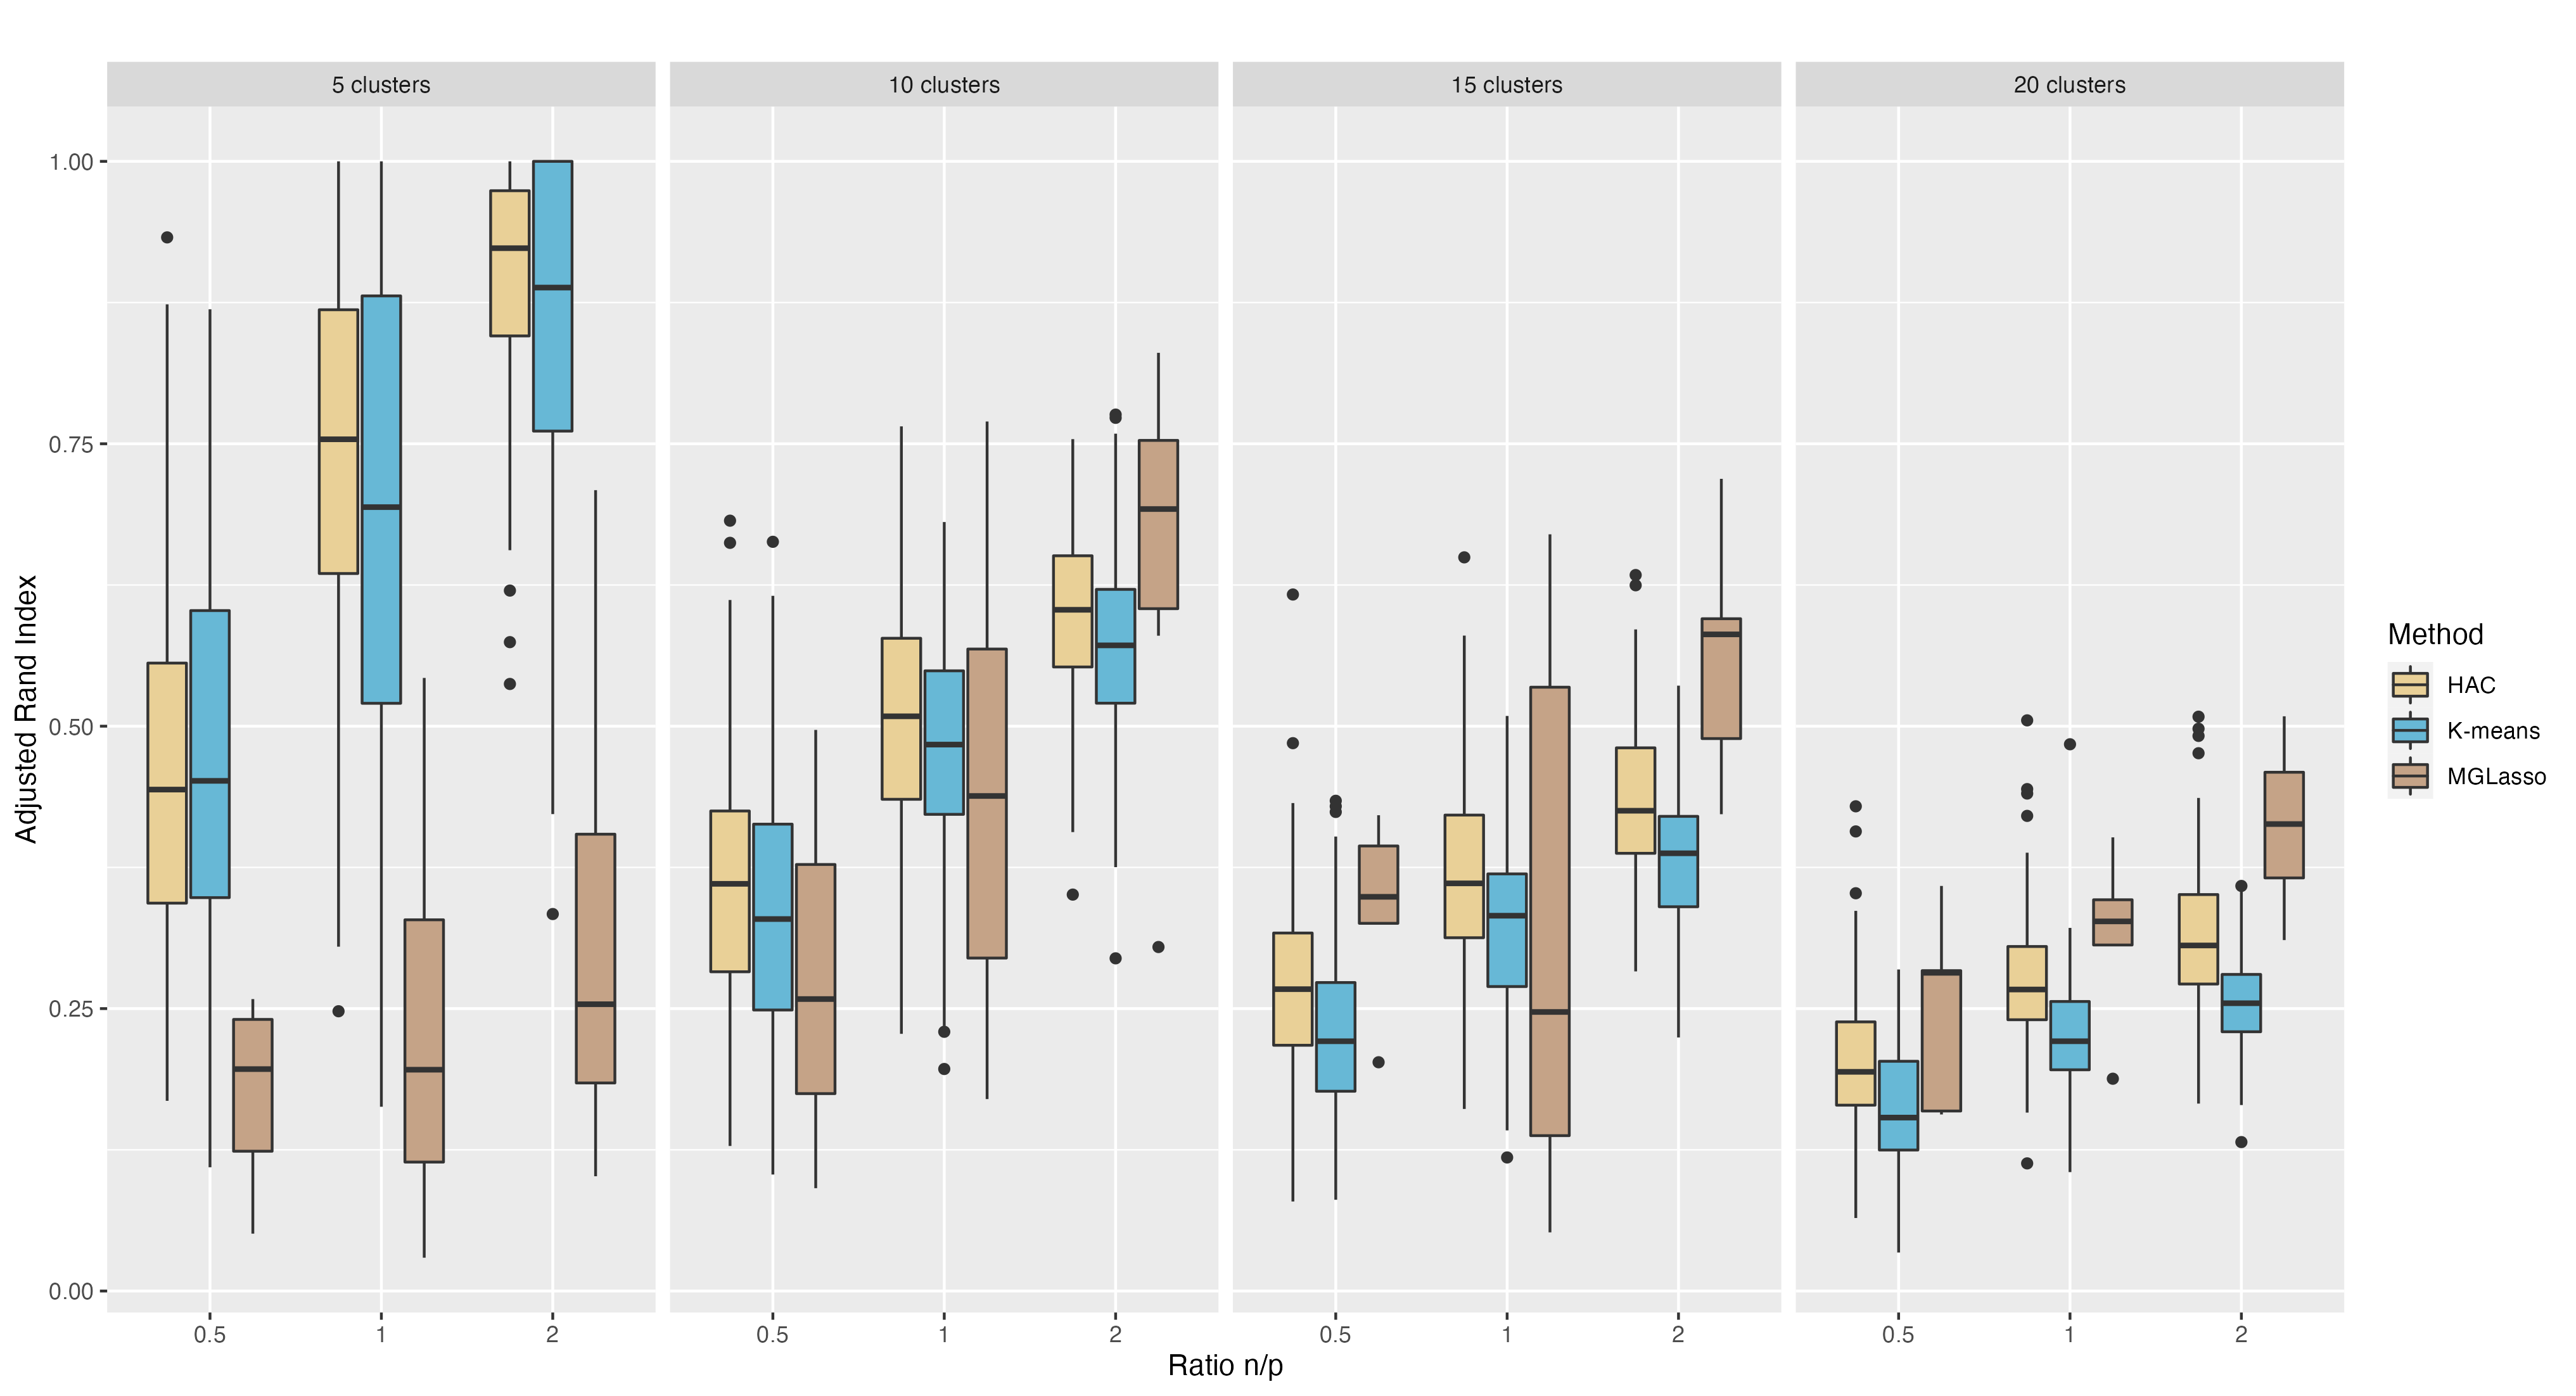 5 clusters
10 clusters
15 clusters
20 clusters
Adjusted Rand Index
1.00
0.75
0.50
0.25
0.00
0.5
1
2
0.5
1
2
0.5
1
2
0.5
1
2
Ratio n/p
Method
HAC
K-means
MGLasso